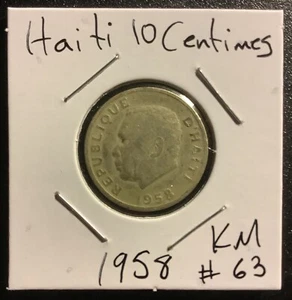 Haiti 10 Centimes
REPUBLIQUE D'HAITI
1958
1958
KM
# 63